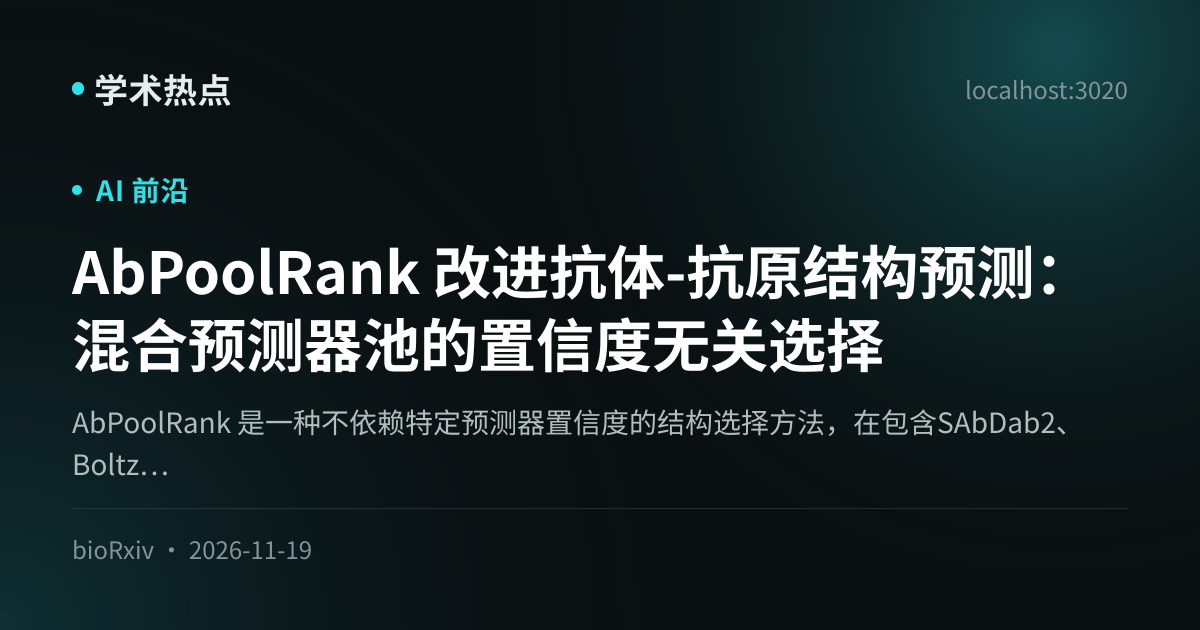 学术热点
localhost:3020
AI 前沿
AbPoolRank 改进抗体-抗原结构预测：
混合预测器池的置信度无关选择
AbPoolRank 是一种不依赖特定预测器置信度的结构选择方法，在包含SAbDab2、
Boltz…
bioRxiv · 2026-11-19